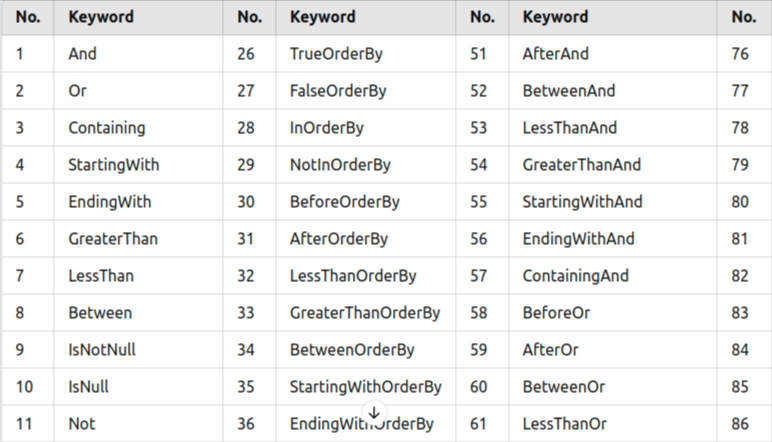 No. Keyword No. Keyword No. Keyword No.
1 And 26 TrueOrderBy 51 AfterAnd 76
2 Or 27 FalseOrderBy 52 BetweenAnd 77
3 Containing 28 InOrderBy 53 LessThanAnd 78
4 StartingWith 29 NotInOrderBy 54 GreaterThanAnd 79
5 EndingWith 30 BeforeOrderBy 55 StartingWithAnd 80
6 GreaterThan 31 AfterOrderBy 56 EndingWithAnd 81
7 LessThan 32 LessThanOrderBy 57 ContainingAnd 82
8 Between 33 GreaterThanOrderBy 58 BeforeOr 83
9 IsNotNull 34 BetweenOrderBy 59 AfterOr 84
10 IsNull 35 StartingWithOrderBy 60 BetweenOr 85
11 Not 36 EndingWithOrderBy 61 LessThanOr 86